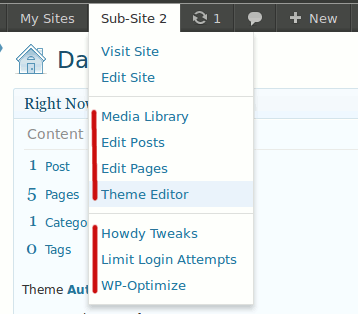 My Sites Sub-Site 2 1 + New
Visit Site
Edit Site
Media Library
Edit Posts
Edit Pages
Theme Editor
Howdy Tweaks
Limit Login Attempts
WP-Optimize
Da
Right Now
Content
1 Post
5 Pages
1 Catego
0 Tags
Theme Aut